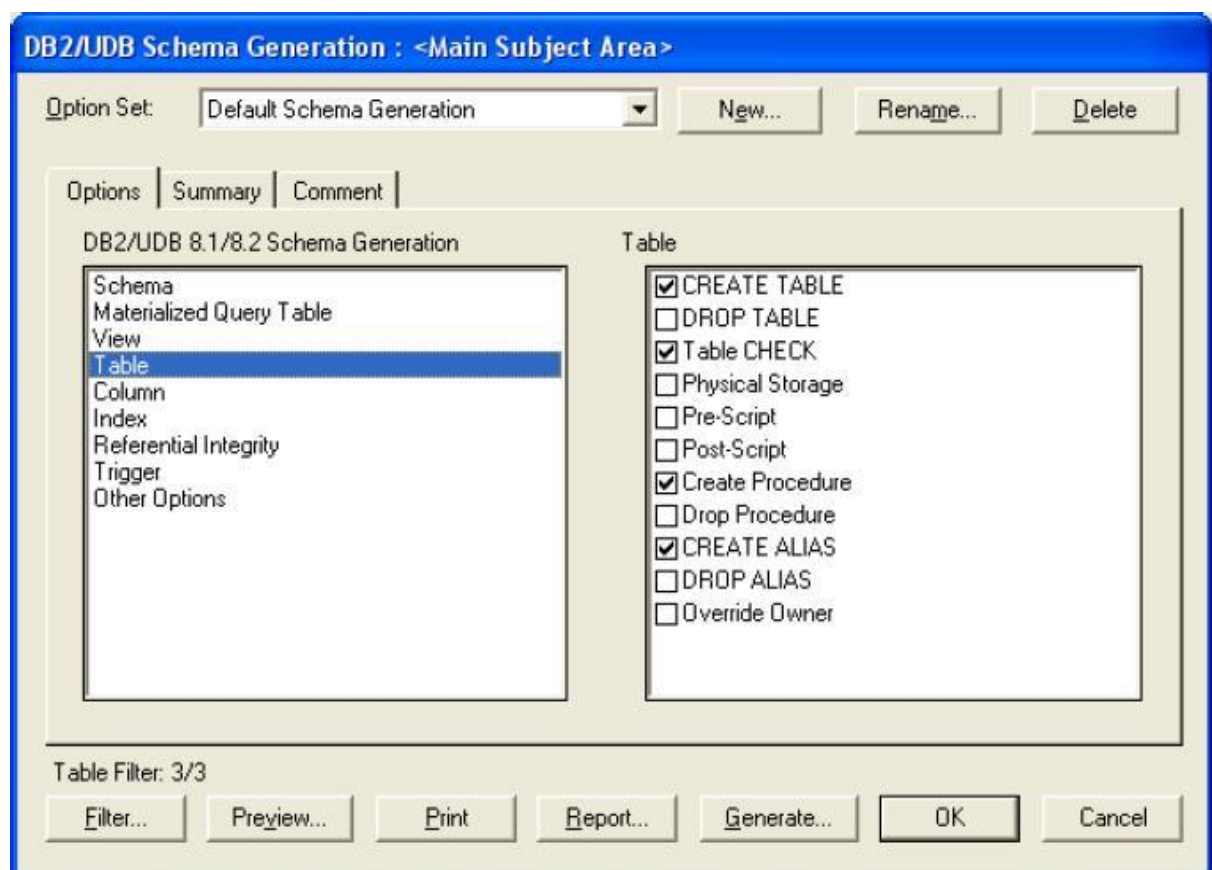 DB2/UDB Schema Generation : <Main Subject Area>
Option Set: Default Schema Generation New... Rename... Delete
Options Summary Comment
DB2/UDB 8.1/8.2 Schema Generation
Schema
Materialized Query Table
View
Table
Column
Index
Referential Integrity
Trigger
Other Options
Table
CREATE TABLE
DROP TABLE
Table CHECK
Physical Storage
Pre-Script
Post-Script
Create Procedure
Drop Procedure
CREATE ALIAS
DROP ALIAS
Override Owner
Table Filter: 3/3
Filter... Preview... Print Report... Generate... OK Cancel